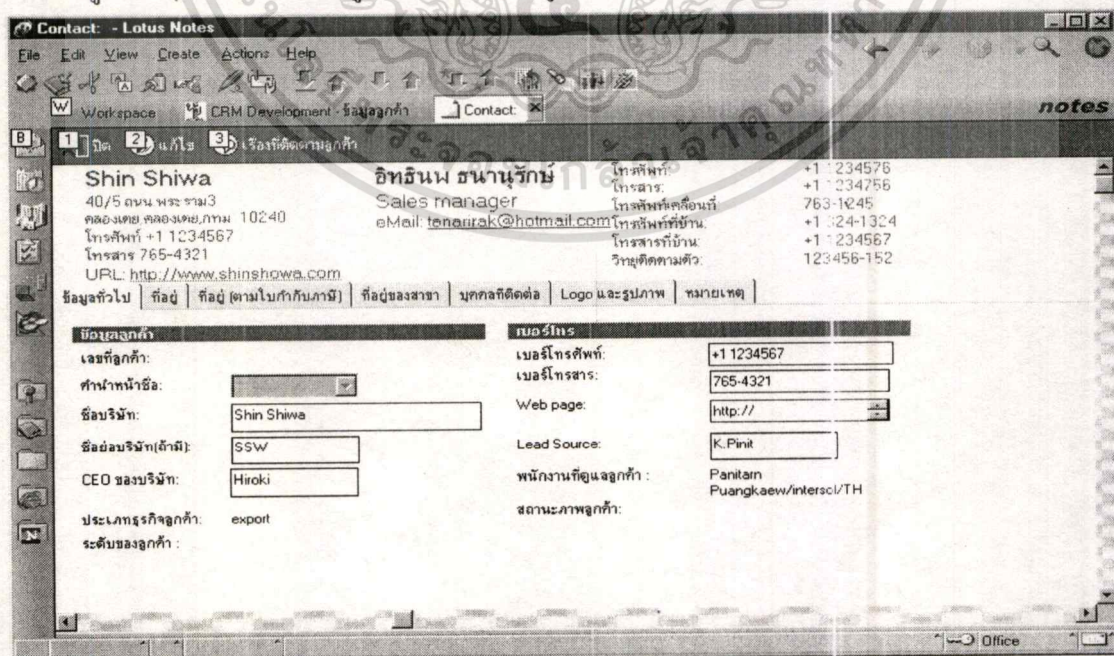 Contact: - Lotus Notes
File Edit View Create Actions Help
Workspace CRM Development - ข้อมูลลูกค้า Contact:
notes
1 ปิด 2 แก้ไข 3 เรื่องที่ติดตามลูกค้า
Shin Shiwa
40/5 ถนน พระราม3
คลองเตย คลองเตย,กทม 10240
โทรศัพท์ +1 1234567
โทรสาร 765-4321
URL: http://www.shinshowa.com
อิทธินพ ธนานุรักษ์
Sales manager
eMail: tanarirak@hotmail.com
โทรศัพท์: +1 1234576
โทรสาร: +1 1234756
โทรศัพท์เคลื่อนที่ 763-1245
โทรศัพท์ที่บ้าน: +1 324-1324
โทรสารที่บ้าน: +1 1234567
วิทยุติดตามตัว: 123456-152
ข้อมูลทั่วไป ที่อยู่ ที่อยู่ (ตามใบกำกับภาษี) ที่อยู่ของสาขา บุคคลที่ติดต่อ Logo และรูปภาพ หมายเหตุ
ข้อมูลลูกค้า
เลขที่ลูกค้า:
คำนำหน้าชื่อ:
ชื่อบริษัท: Shin Shiwa
ชื่อย่อบริษัท(ถ้ามี): SSW
CEO ของบริษัท: Hiroki
ประเภทธุรกิจลูกค้า: export
ระดับของลูกค้า :
เบอร์โทร
เบอร์โทรศัพท์: +1 1234567
เบอร์โทรสาร: 765-4321
Web page: http://
Lead Source: K.Pinit
พนักงานที่ดูแลลูกค้า : Panitarn
Puangkaew/interscl/TH
สถานะภาพลูกค้า:
Office